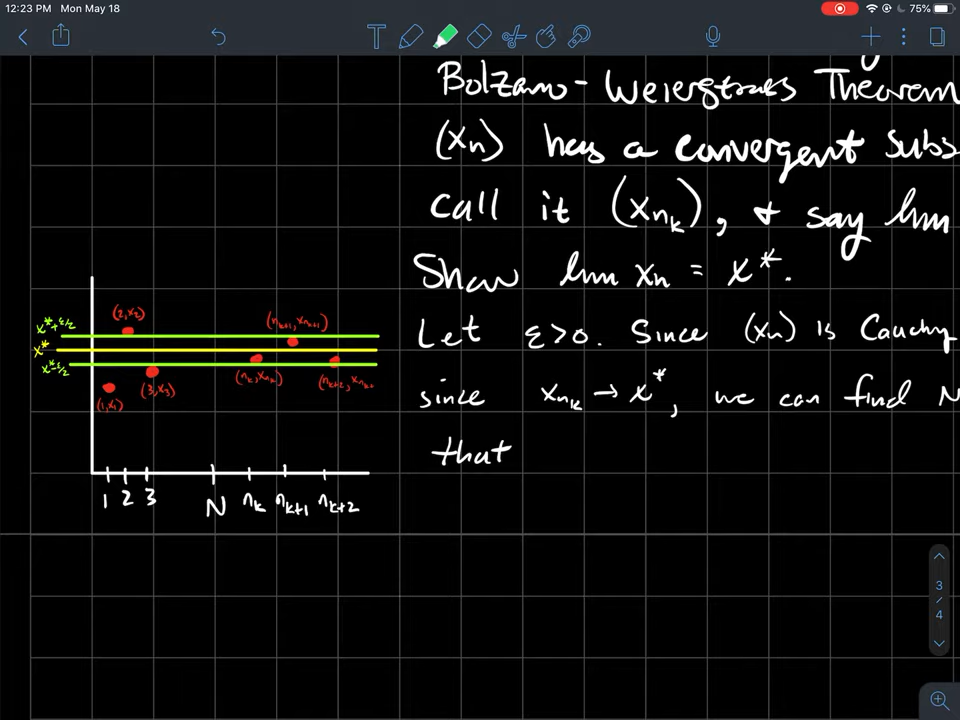 12:23 PM Mon May 18
75%
Bolzano-Weierstrass Theorem
(xn) has a convergent subs
call it (xnk), & say lim
Show lim xn = x*.
Let ε>0. Since (xn) is Cauchy
since xnk → x*, we can find N
that
x*+ε/2
x*
x*-ε/2
(2,x2)
(nk+1, xnk+1)
(1,x1)
(3,x3)
(nk, xnk)
(nk+2, xnk+
1 2 3 N nk nk+1 nk+2
3
/
4